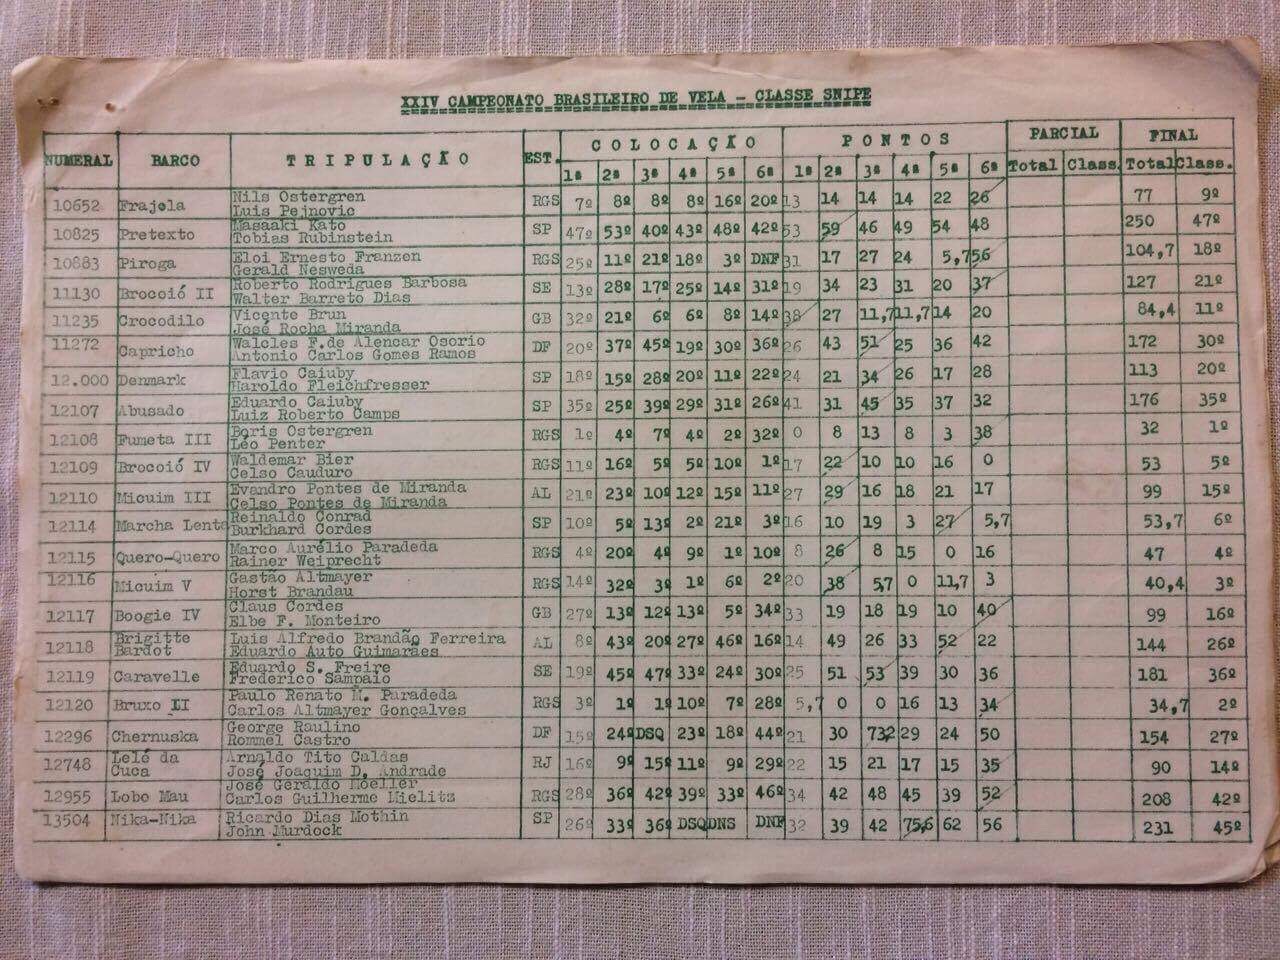 XXIV CAMPEONATO BRASILEIRO DE VELA - CLASSE SNIPE
NUMERAL BARCO TRIPULAÇÃO EST. COLOCAÇÃO PONTOS PARCIAL FINAL
1ª 2ª 3ª 4ª 5ª 6ª 1ª 2ª 3ª 4ª 5ª 6ª Total Class. Total Class.
10652 Frajola Nils Ostergren RGS 7º 8º 8º 8º 16º 20º 13 14 14 14 22 26 77 9º
Luis Pejnovic
10825 Pretexto Masaaki Kato SP 47º 53º 40º 43º 48º 42º 53 59 46 49 54 48 250 47º
Tobias Rubinstein
10883 Piroga Eloi Ernesto Franzen RGS 25º 11º 21º 18º 3º DNF 31 17 27 24 5,7 56 104,7 18º
Gerald Nesweda
11130 Brocoió II Roberto Rodrigues Barbosa SE 13º 28º 17º 25º 14º 31º 19 34 23 31 20 37 127 21º
Walter Barreto Dias
11235 Crocodilo Vicente Brun GB 32º 21º 6º 6º 8º 14º 38 27 11,7 11,7 14 20 84,4 11º
José Rocha Miranda
11272 Capricho Walcles F.de Alencar Osorio DF 20º 37º 45º 19º 30º 36º 26 43 51 25 36 42 172 30º
Antonio Carlos Gomes Ramos
12.000 Denmark Flavio Caiuby SP 18º 15º 28º 20º 11º 22º 24 21 34 26 17 28 113 20º
Haroldo Fleichfresser
12107 Abusado Eduardo Caiuby SP 35º 25º 39º 29º 31º 26º 41 31 45 35 37 32 176 35º
Luiz Roberto Camps
12108 Fumeta III Boris Ostergren RGS 1º 4º 7º 4º 2º 32º 0 8 13 8 3 38 32 1º
Léo Penter
12109 Brocoió IV Waldemar Bier RGS 11º 16º 5º 5º 10º 1º 17 22 10 10 16 0 53 5º
Celso Cauduro
12110 Micuim III Evandro Pontes de Miranda AL 21º 23º 10º 12º 15º 11º 27 29 16 18 21 17 99 15º
Celso Pontes de Miranda
12114 Marcha Lenta Reinaldo Conrad SP 10º 5º 13º 2º 21º 3º 16 10 19 3 27 5,7 53,7 6º
Burkhard Cordes
12115 Quero-Quero Marco Aurélio Paradeda RGS 4º 20º 4º 9º 1º 10º 8 26 8 15 0 16 47 4º
Rainer Weiprecht
12116 Micuim V Gastão Altmayer RGS 14º 32º 3º 1º 6º 2º 20 38 5,7 0 11,7 3 40,4 3º
Horst Brandau
12117 Boogie IV Claus Cordes GB 27º 13º 12º 13º 5º 34º 33 19 18 19 10 40 99 16º
Elbe F. Monteiro
12118 Brigitte Bardot Luis Alfredo Brandão Ferreira AL 8º 43º 20º 27º 46º 16º 14 49 26 33 52 22 144 26º
Eduardo Auto Guimarães
12119 Caravelle Eduardo S. Freire SE 19º 45º 47º 33º 24º 30º 25 51 53 39 30 36 181 36º
Frederico Sampaio
12120 Bruxo II Paulo Renato M. Paradeda RGS 3º 1º 1º 10º 7º 28º 5,7 0 0 16 13 34 34,7 2º
Carlos Altmayer Gonçalves
12296 Chernuska George Raulino DF 15º 24º DSQ 23º 18º 44º 21 30 73,2 29 24 50 154 27º
Rommel Castro
12748 Lelé da Cuca Arnaldo Tito Caldas RJ 16º 9º 15º 11º 9º 29º 22 15 21 17 15 35 90 14º
José Joaquim D. Andrade
12955 Lobo Mau José Geraldo Moeller RGS 28º 36º 42º 39º 33º 46º 34 42 48 45 39 52 208 42º
Carlos Guilherme Mielitz
13504 Nika-Nika Ricardo Dias Mothin SP 26º 33º 36º DSQ DNS DNF 32 39 42 75,6 62 56 231 45º
John Murdock